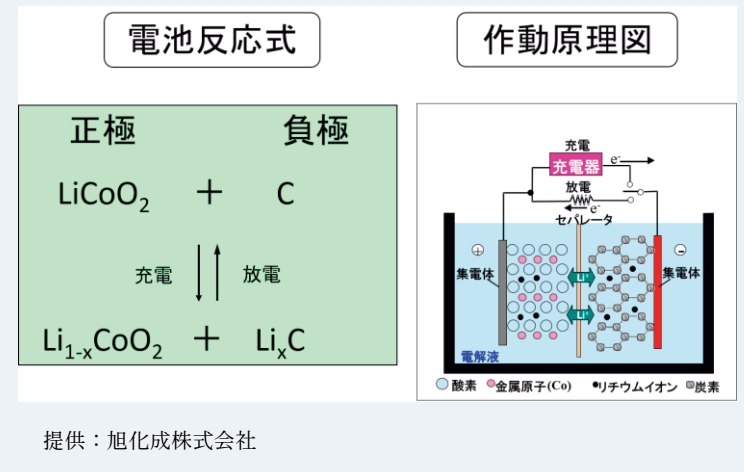 電池反応式
作動原理図
正極 負極
LiCoO₂ + C
充電 放電
Li₁₋ₓCoO₂ + LiₓC
充電
充電器
e⁻
放電
e⁻
セパレータ
+
-
集電体
集電体
Li⁺
Li⁺
電解液
酸素 金属原子(Co) リチウムイオン 炭素
提供：旭化成株式会社